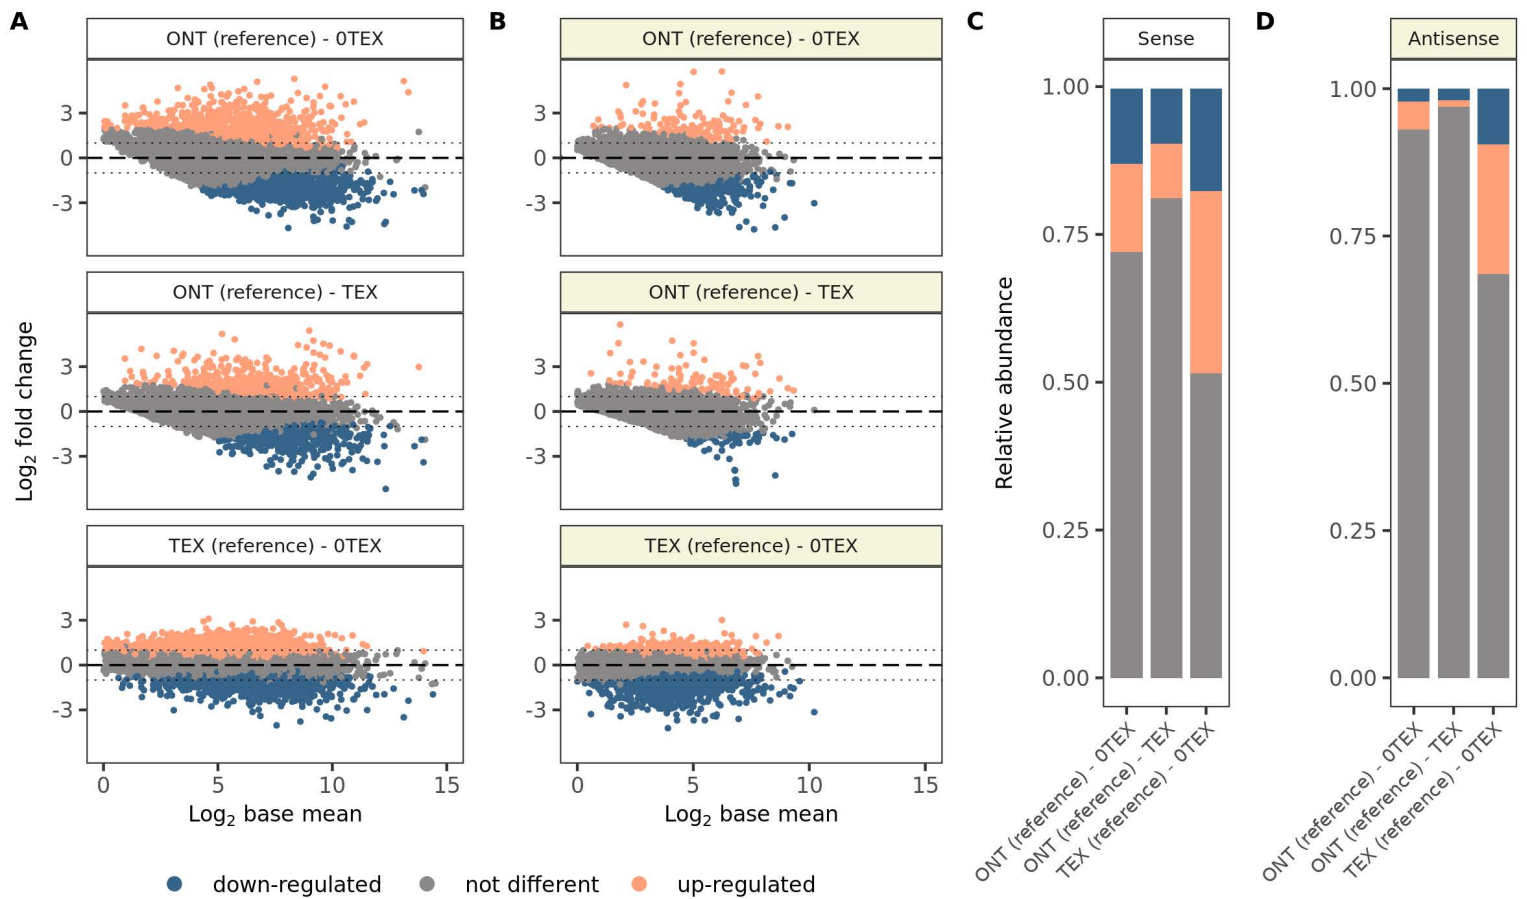 A
ONT (reference) - 0TEX
3
0
-3
ONT (reference) - TEX
3
0
-3
TEX (reference) - 0TEX
3
0
-3
0 5 10 15
Log2 base mean
Log2 fold change
B
ONT (reference) - 0TEX
3
0
-3
ONT (reference) - TEX
3
0
-3
TEX (reference) - 0TEX
3
0
-3
0 5 10 15
Log2 base mean
C
Sense
1.00
0.75
0.50
0.25
0.00
Relative abundance
ONT (reference) - 0TEX
ONT (reference) - TEX
TEX (reference) - 0TEX
D
Antisense
1.00
0.75
0.50
0.25
0.00
ONT (reference) - 0TEX
ONT (reference) - TEX
TEX (reference) - 0TEX
down-regulated not different up-regulated